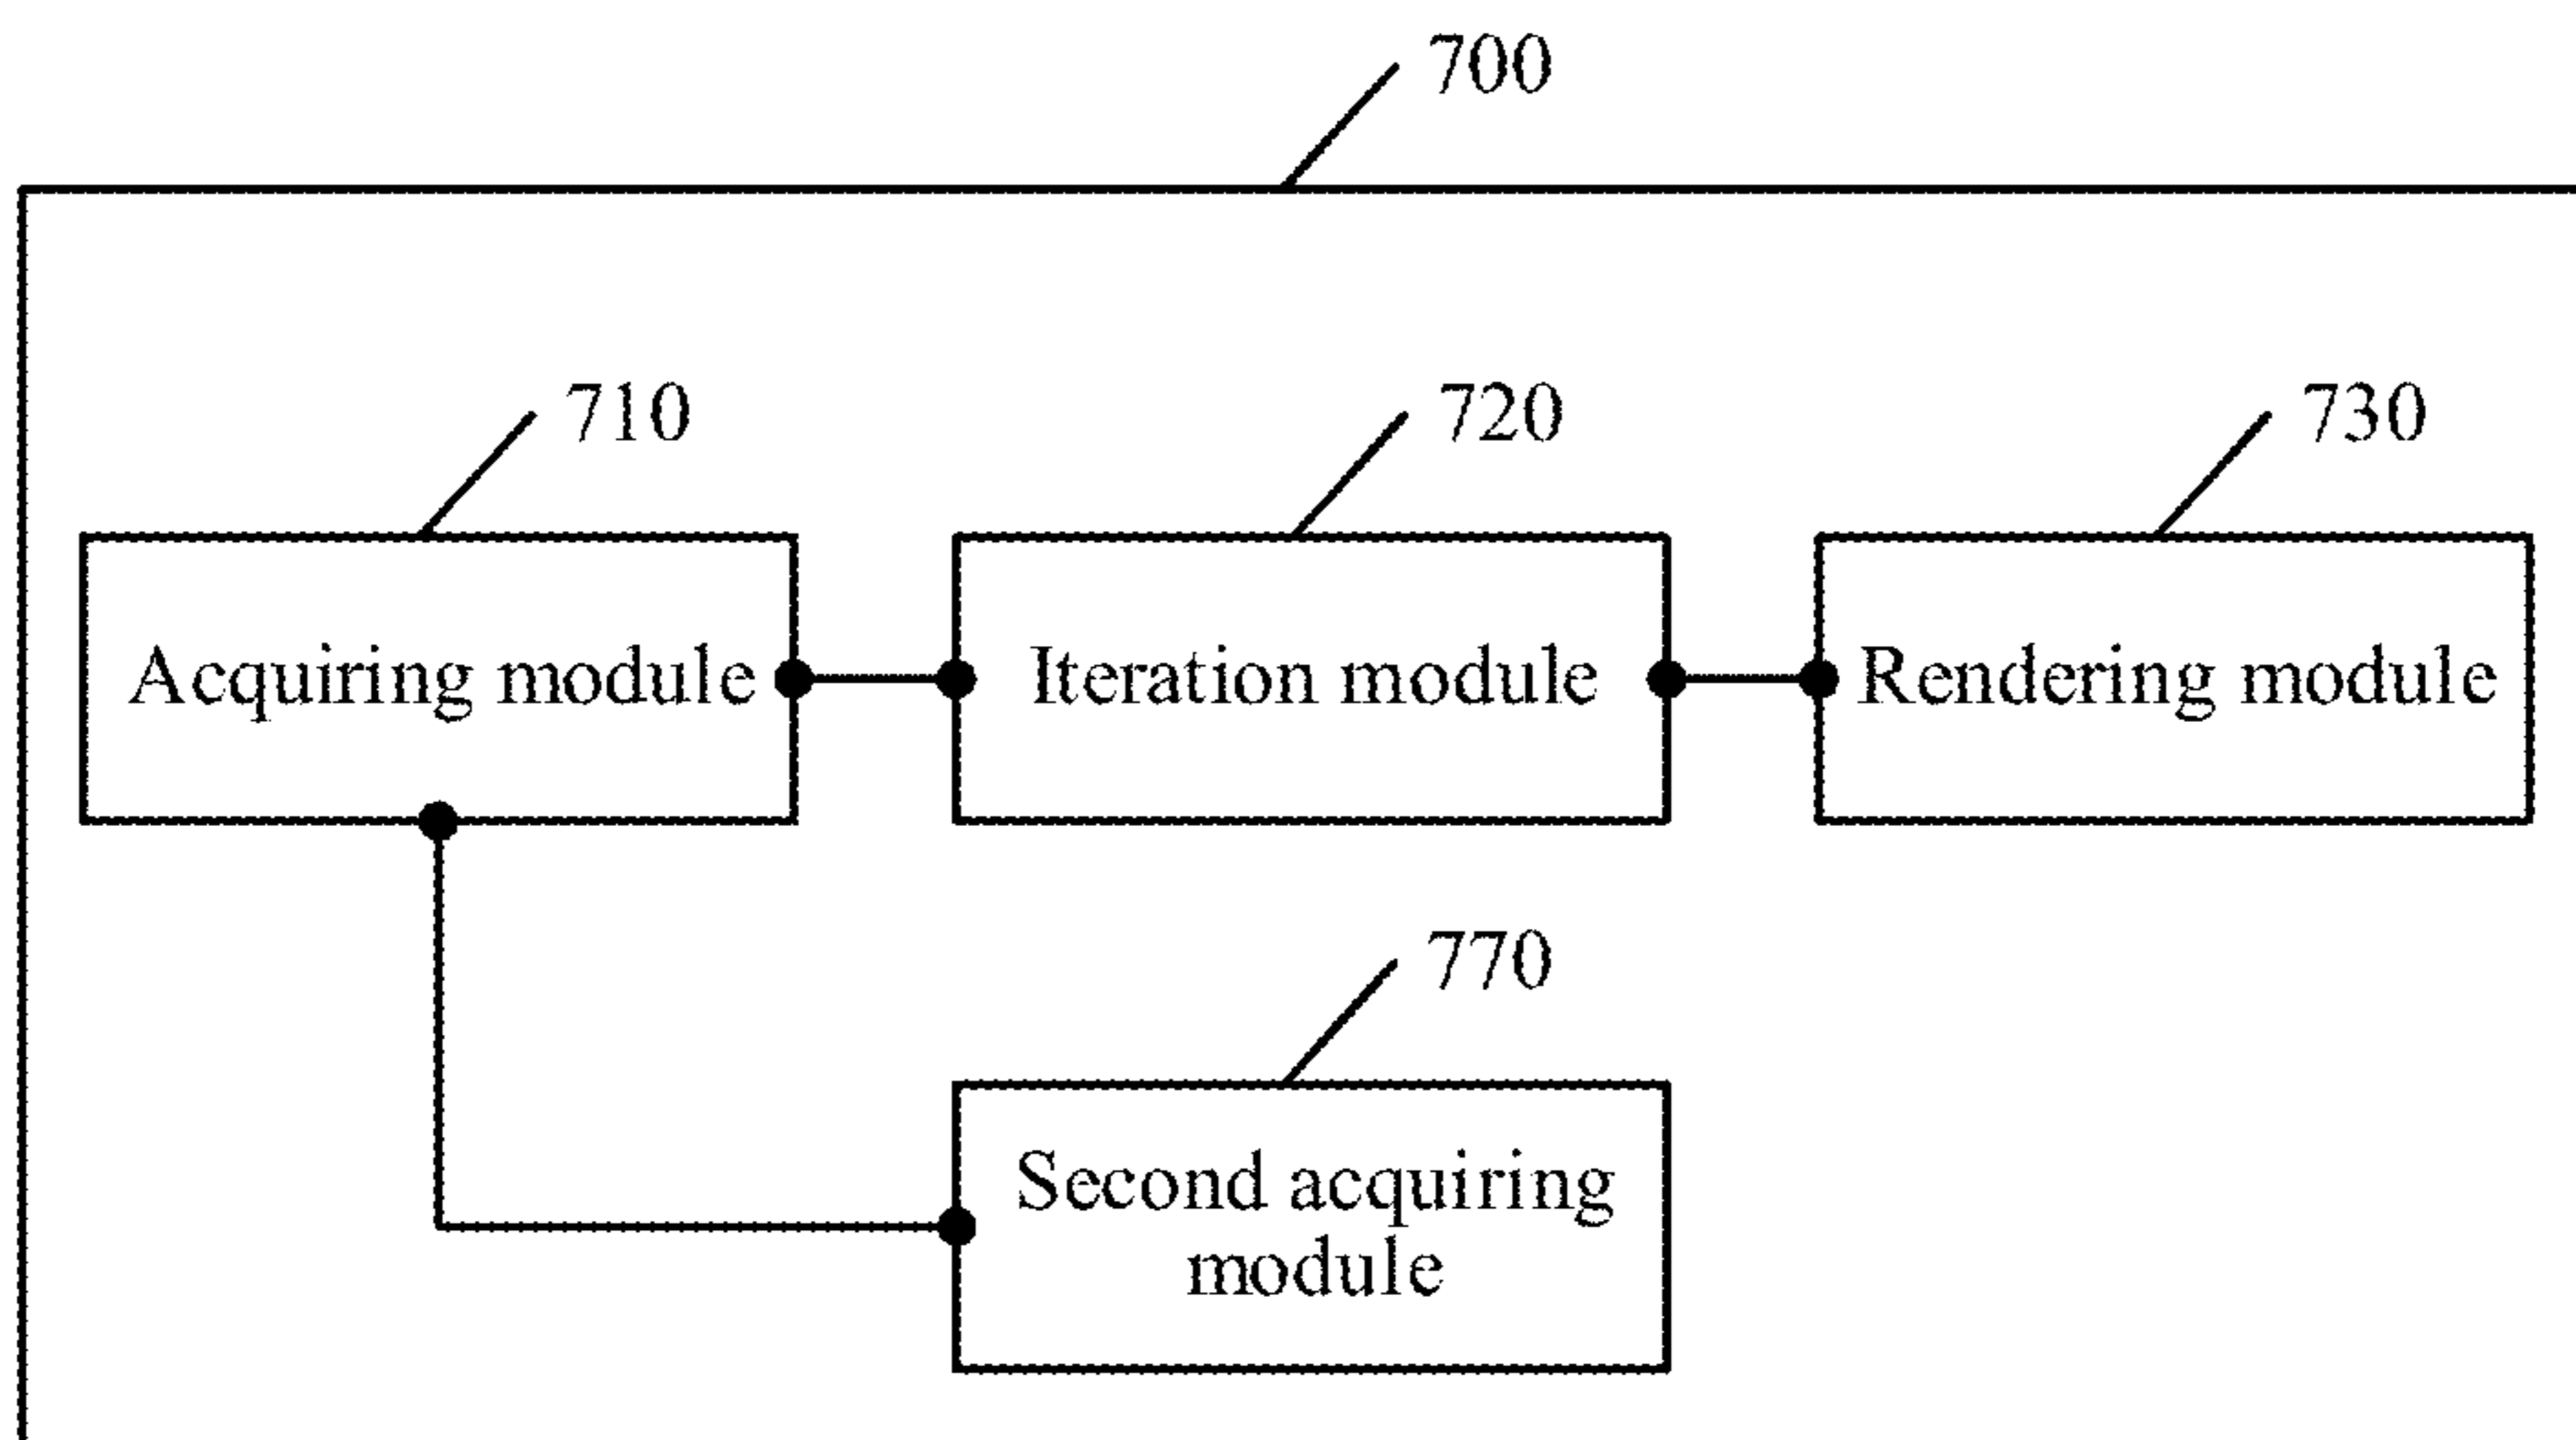 700
710
720
730
Acquiring module
Iteration module
Rendering module
770
Second acquiring
module